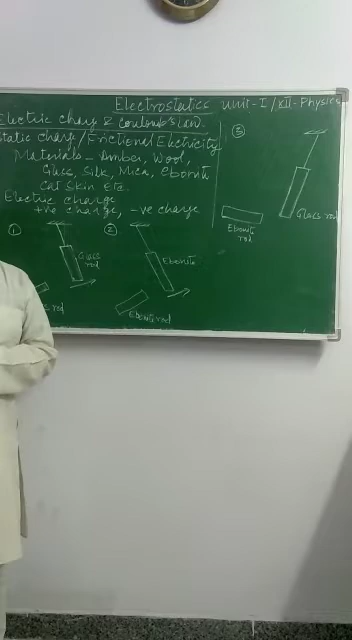 Electrostatics Unit-I / XII-Physics
Electric charge & coulomb's law.
static charge / Frictional Electricity
Materials - Amber, Wool,
Glass, Silk, Mica, Ebonite
Cat Skin Etc.
Electric charge
+ve charge, -ve charge
①
Glass
rod
rod
②
Ebonite
Ebonite rod
③
Glass rod
Ebonite
rod